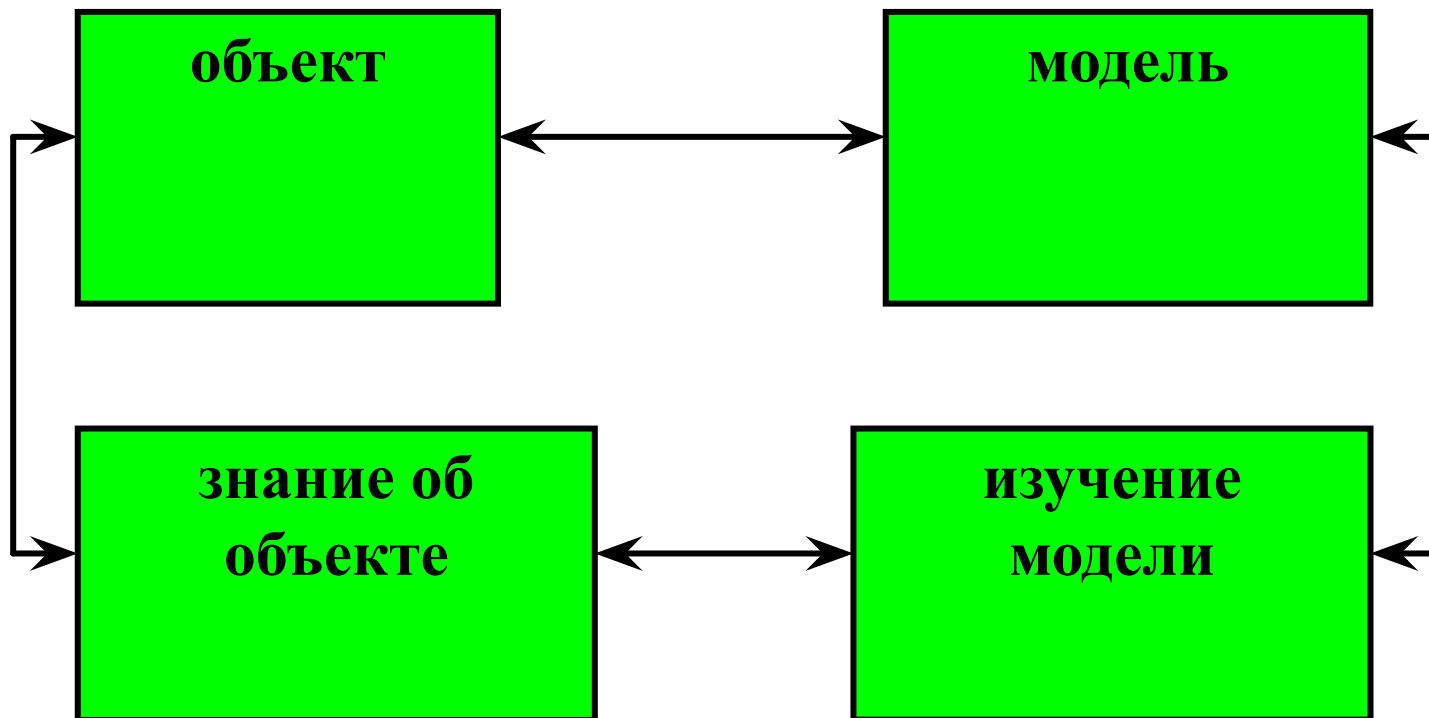 объект
модель
знание об
объекте
изучение
модели